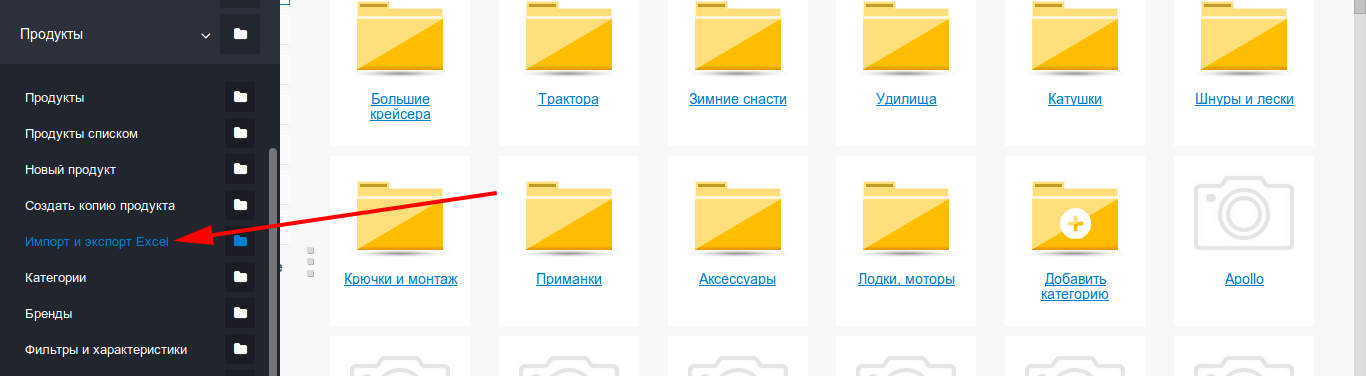 Продукты
Продукты
Продукты списком
Новый продукт
Создать копию продукта
Импорт и экспорт Excel
Категории
Бренды
Фильтры и характеристики
Большие
крейсера
Трактора
Зимние снасти
Удилища
Катушки
Шнуры и лески
Крючки и монтаж
Приманки
Аксессуары
Лодки, моторы
Добавить
категорию
Apollo